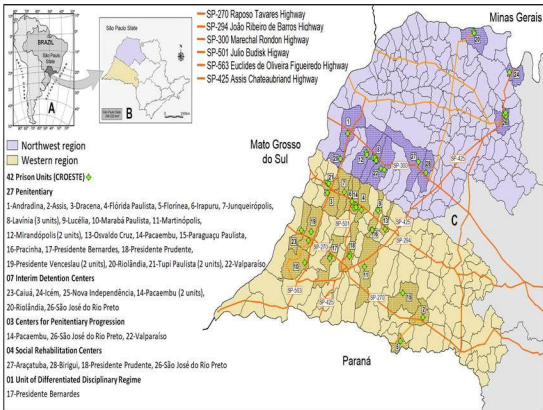 SP-270 Raposo Tavares Highway
SP-294 João Ribeiro de Barros Highway
SP-300 Marechal Rondon Highway
SP-501 Julio Budisk Higway
SP-563 Euclides de Oliveira Figueiredo Highway
SP-425 Assis Chateaubriand Highway
Minas Gerais
BRAZIL
São Paulo State
A
São Paulo State
B
Mato Grosso do Sul
Northwest region
Western region
42 Prison Units (CROESTE)
27 Penitentiary
1-Andradina, 2-Assis, 3-Dracena, 4-Flórida Paulista, 5-Florínea, 6-Irapuru, 7-Junqueirópolis,
8-Lavínia (3 units), 9-Lucélia, 10-Marabá Paulista, 11-Martinópolis,
12-Mirandópolis (2 units), 13-Osvaldo Cruz, 14-Pacaembu, 15-Paraguaçu Paulista,
16-Pracinha, 17-Presidente Bernardes, 18-Presidente Prudente,
19-Presidente Venceslau (2 units), 20-Riolândia, 21-Tupi Paulista (2 units), 22-Valparaíso
07 Interim Detention Centers
23-Caiuá, 24-Icém, 25-Nova Independência, 14-Pacaembu (2 units),
20-Riolândia, 26-São José do Rio Preto
03 Centers for Penitentiary Progression
14-Pacaembu, 26-São José do Rio Preto, 22-Valparaíso
04 Social Rehabilitation Centers
27-Araçatuba, 28-Birigui, 18-Presidente Prudente, 26-São José do Rio Preto
01 Unit of Differentiated Disciplinary Regime
17-Presidente Bernardes
SP-300
SP-425
C
SP-501
SP-425
SP-294
SP-270
SP-563
SP-425
SP-270
Paraná